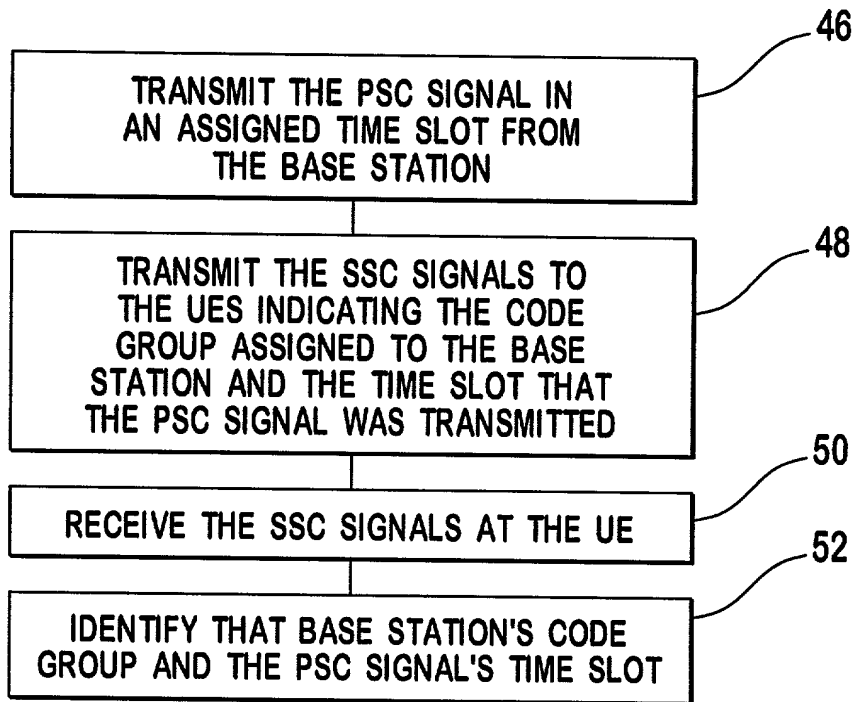 46
TRANSMIT THE PSC SIGNAL IN
AN ASSIGNED TIME SLOT FROM
THE BASE STATION
48
TRANSMIT THE SSC SIGNALS TO
THE UES INDICATING THE CODE
GROUP ASSIGNED TO THE BASE
STATION AND THE TIME SLOT THAT
THE PSC SIGNAL WAS TRANSMITTED
50
RECEIVE THE SSC SIGNALS AT THE UE
52
IDENTIFY THAT BASE STATION'S CODE
GROUP AND THE PSC SIGNAL'S TIME SLOT